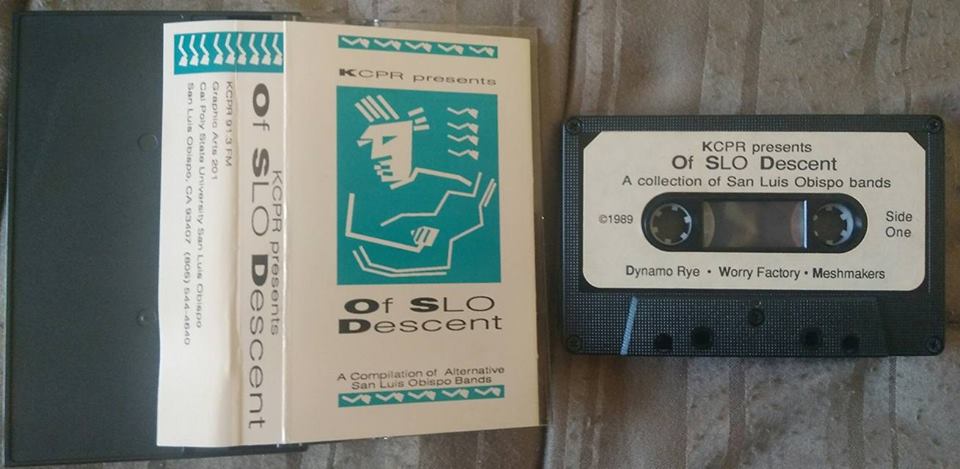 KCPR presents
Of SLO Descent
KCPR 91.3 FM
Graphic Arts 201
Cal Poly State University San Luis Obispo
San Luis Obispo, CA 93407 (805) 544-4640
KCPR presents
Of SLO
Descent
A Compilation of Alternative
San Luis Obispo Bands
KCPR presents
Of SLO Descent
A collection of San Luis Obispo bands
©1989
Side
One
Dynamo Rye • Worry Factory • Meshmakers